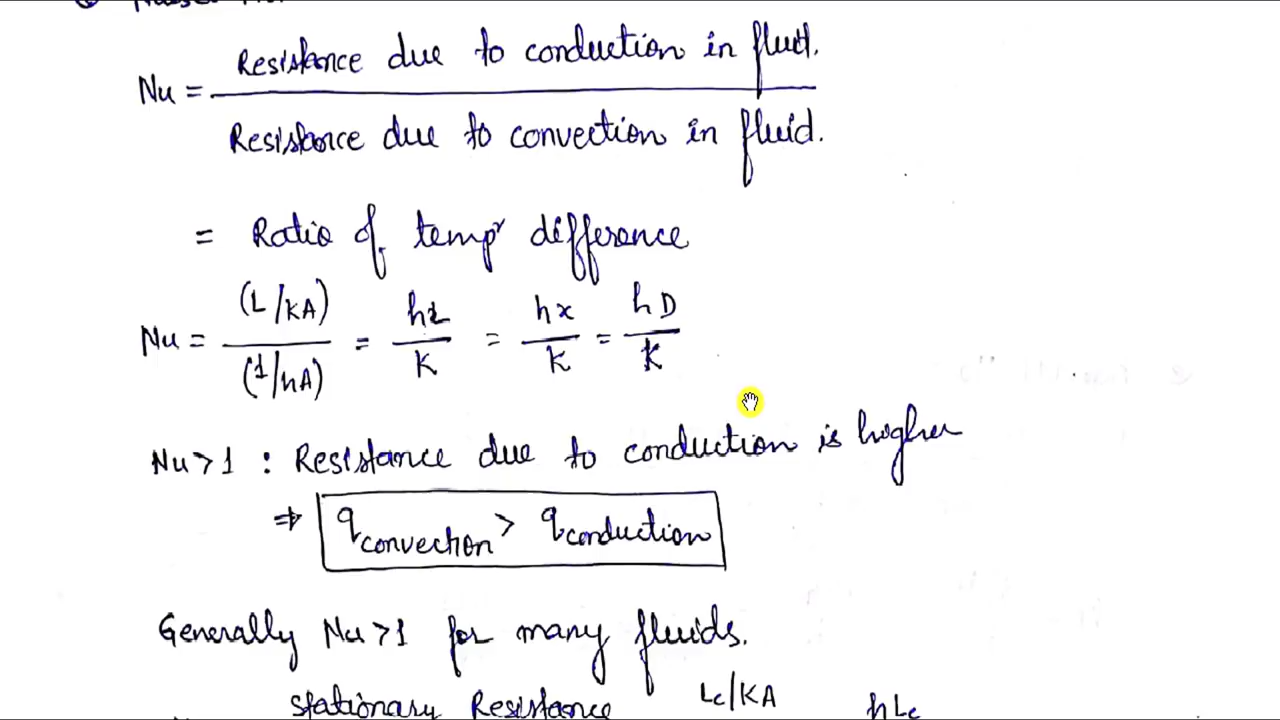 Nu = Resistance due to conduction in fluid.
Resistance due to convection in fluid.
= Ratio of tempr difference
Nu = (L/KA) / (1/hA) = hL / K = hx / K = hD / K
Nu > 1 : Resistance due to conduction is higher
⇒ q convection > q conduction
Generally Nu > 1 for many fluids.
Stationary Resistance Lc/KA hLc